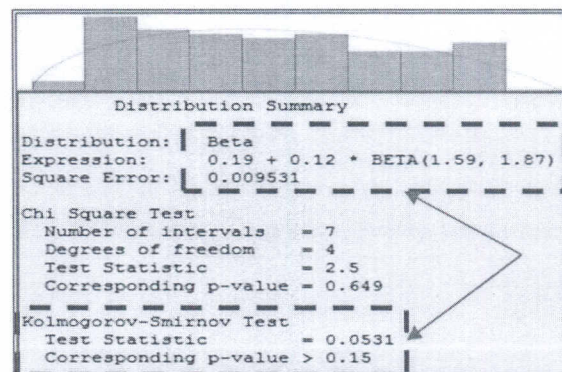 Distribution Summary
Distribution: Beta
Expression: 0.19 + 0.12 * BETA(1.59, 1.87)
Square Error: 0.009531
Chi Square Test
Number of intervals = 7
Degrees of freedom = 4
Test Statistic = 2.5
Corresponding p-value = 0.649
Kolmogorov-Smirnov Test
Test Statistic = 0.0531
Corresponding p-value > 0.15